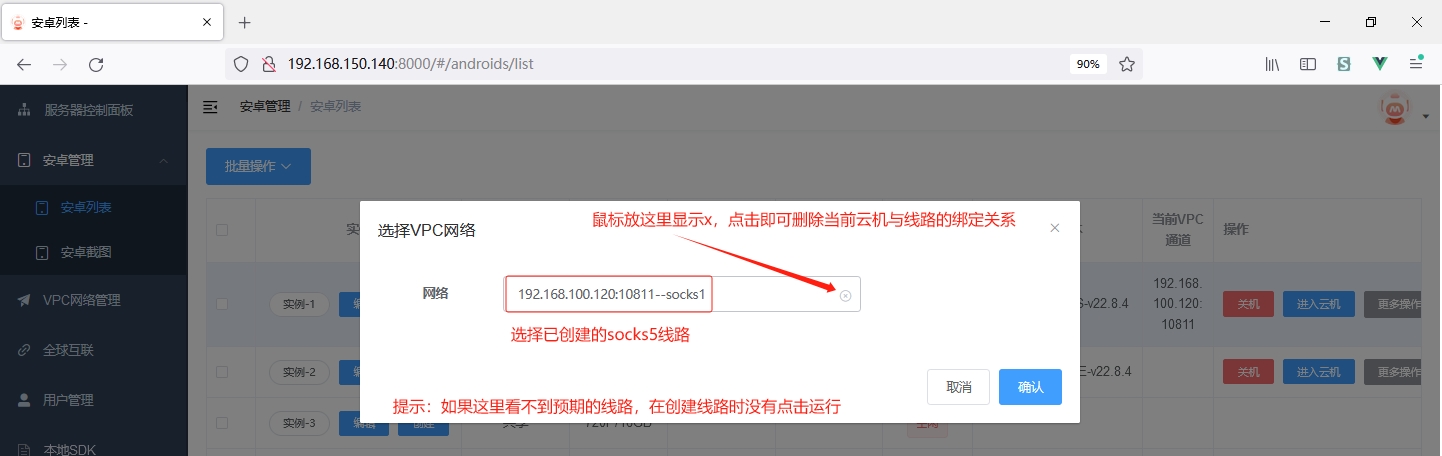 安卓列表 -
192.168.150.140:8000/#/androids/list
90%
服务器控制面板
安卓管理
安卓列表
安卓截图
VPC网络管理
全球互联
用户管理
本地SDK
安卓管理 / 安卓列表
批量操作
当前VPC
通道
操作
实例-1
-v22.8.4
192.168.
100.120:
10811
关机
进入云机
更多操作
实例-2
E-v22.8.4
关机
进入云机
更多操作
实例-3
编辑
创建
共享
720P/10GB
选择VPC网络
鼠标放这里显示x，点击即可删除当前云机与线路的绑定关系
网络
192.168.100.120:10811--socks1
选择已创建的socks5线路
取消
确认
提示：如果这里看不到预期的线路，在创建线路时没有点击运行